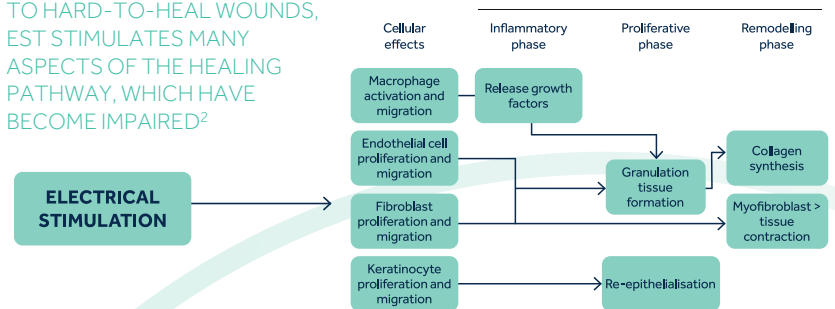 TO HARD-TO-HEAL WOUNDS,
EST STIMULATES MANY
ASPECTS OF THE HEALING
PATHWAY, WHICH HAVE
BECOME IMPAIRED²
ELECTRICAL
STIMULATION
Cellular
effects
Inflammatory
phase
Proliferative
phase
Remodelling
phase
Macrophage
activation and
migration
Release growth
factors
Endothelial cell
proliferation and
migration
Granulation
tissue
formation
Collagen
synthesis
Fibroblast
proliferation and
migration
Myofibroblast >
tissue
contraction
Keratinocyte
proliferation and
migration
Re-epithelialisation